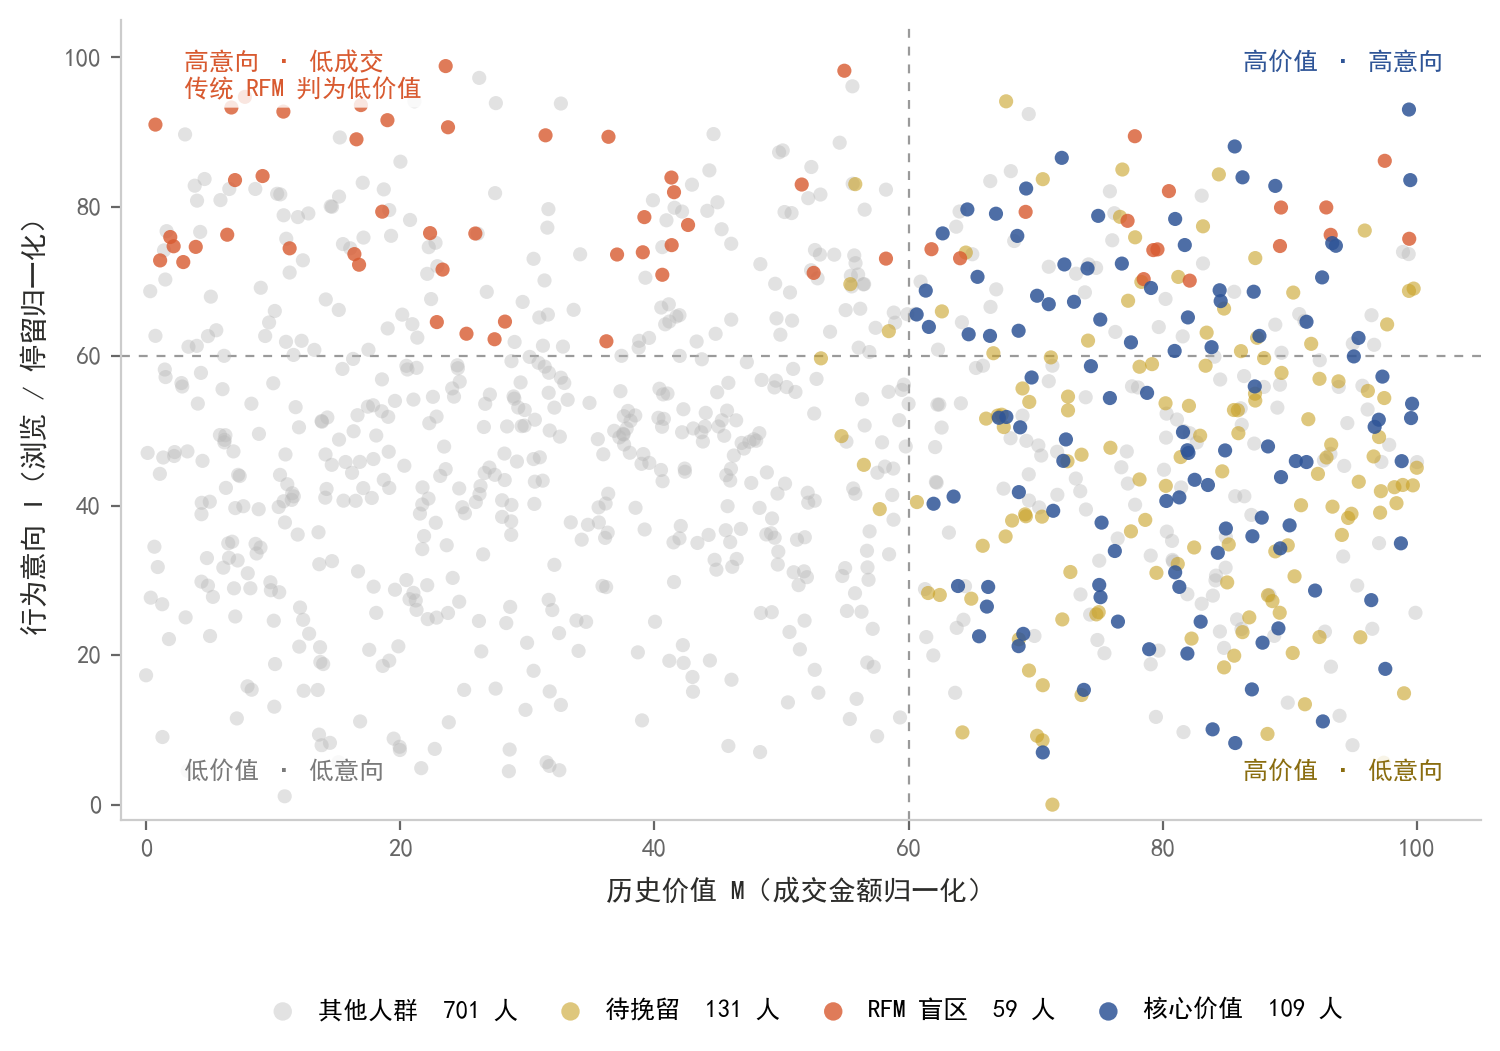 100
80
60
40
20
0
行为意向 I（浏览 / 停留归一化）
高意向 · 低成交
传统 RFM 判为低价值
高价值 · 高意向
低价值 · 低意向
高价值 · 低意向
0 20 40 60 80 100
历史价值 M（成交金额归一化）
其他人群 701 人 待挽留 131 人 RFM 盲区 59 人 核心价值 109 人